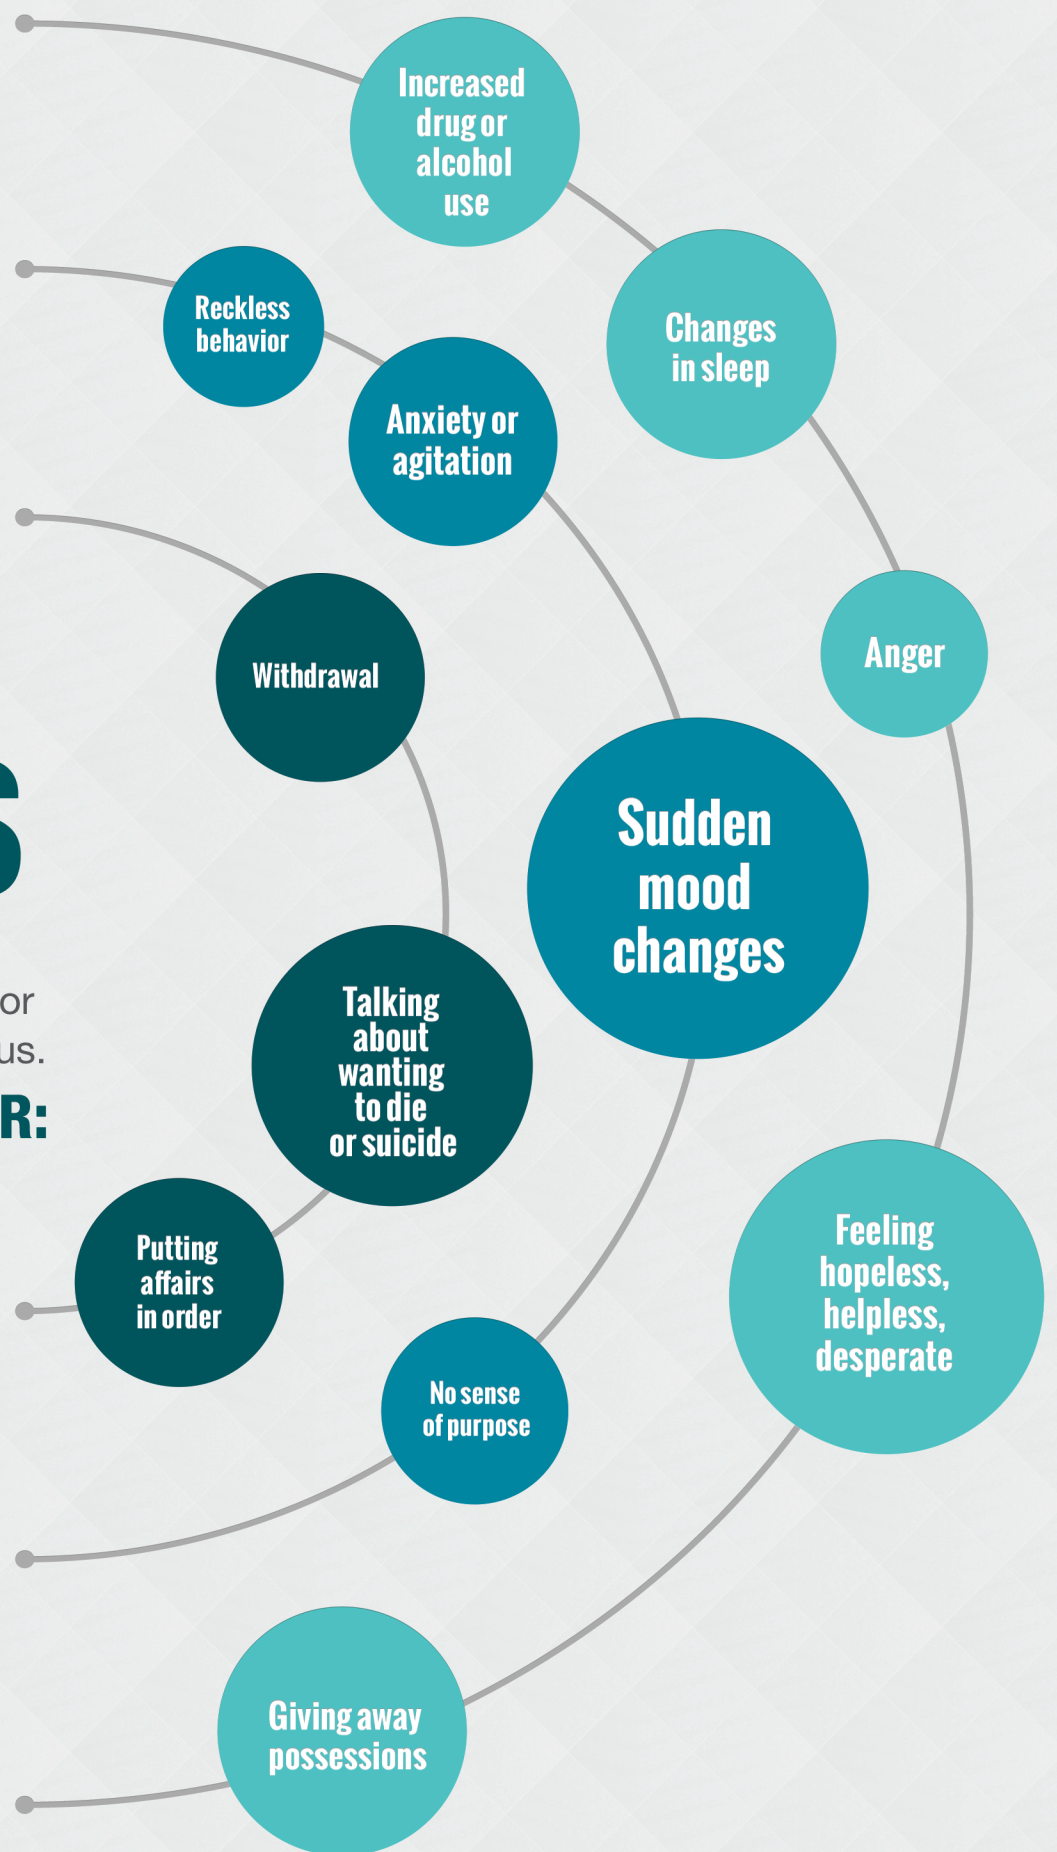 Increased
drug or
alcohol
use
Reckless
behavior
Changes
in sleep
Anxiety or
agitation
Anger
Withdrawal
Sudden
mood
changes
S
or
us.
R:
Talking
about
wanting
to die
or suicide
Putting
affairs
in order
Feeling
hopeless,
helpless,
desperate
No sense
of purpose
Giving away
possessions